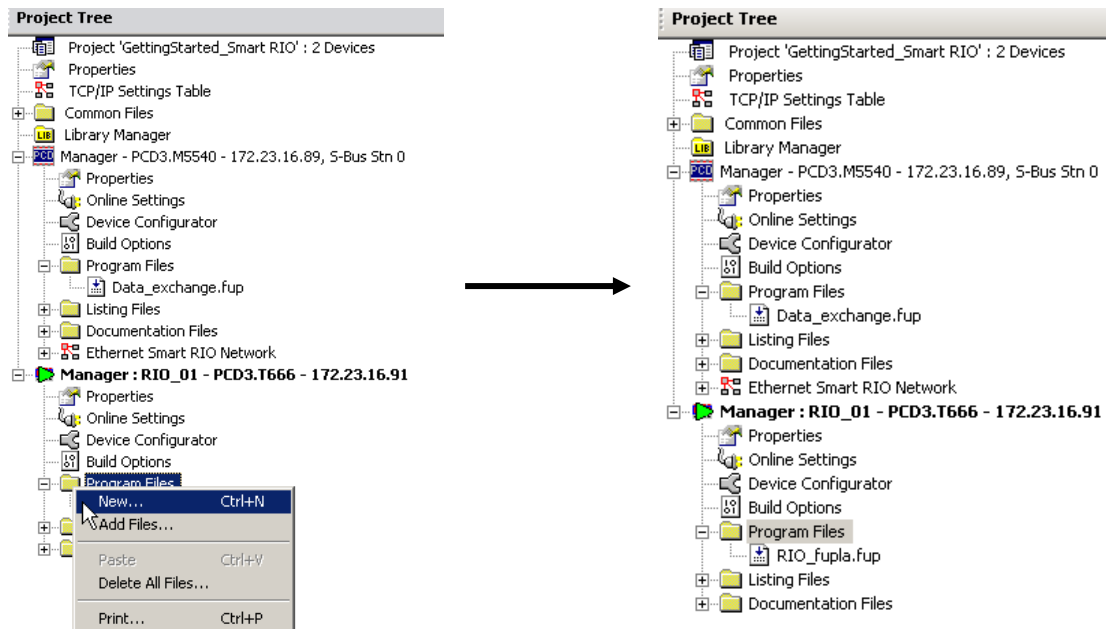 Project Tree
Project 'GettingStarted_Smart RIO' : 2 Devices
Properties
TCP/IP Settings Table
Common Files
LIB Library Manager
PCD Manager - PCD3.M5540 - 172.23.16.89, S-Bus Stn 0
Properties
Online Settings
Device Configurator
Build Options
Program Files
Data_exchange.fup
Listing Files
Documentation Files
Ethernet Smart RIO Network
Manager : RIO_01 - PCD3.T666 - 172.23.16.91
Properties
Online Settings
Device Configurator
Build Options
Program Files
New... Ctrl+N
Add Files...
Paste Ctrl+V
Delete All Files...
Print... Ctrl+P
Project Tree
Project 'GettingStarted_Smart RIO' : 2 Devices
Properties
TCP/IP Settings Table
Common Files
LIB Library Manager
PCD Manager - PCD3.M5540 - 172.23.16.89, S-Bus Stn 0
Properties
Online Settings
Device Configurator
Build Options
Program Files
Data_exchange.fup
Listing Files
Documentation Files
Ethernet Smart RIO Network
Manager : RIO_01 - PCD3.T666 - 172.23.16.91
Properties
Online Settings
Device Configurator
Build Options
Program Files
RIO_fupla.fup
Listing Files
Documentation Files